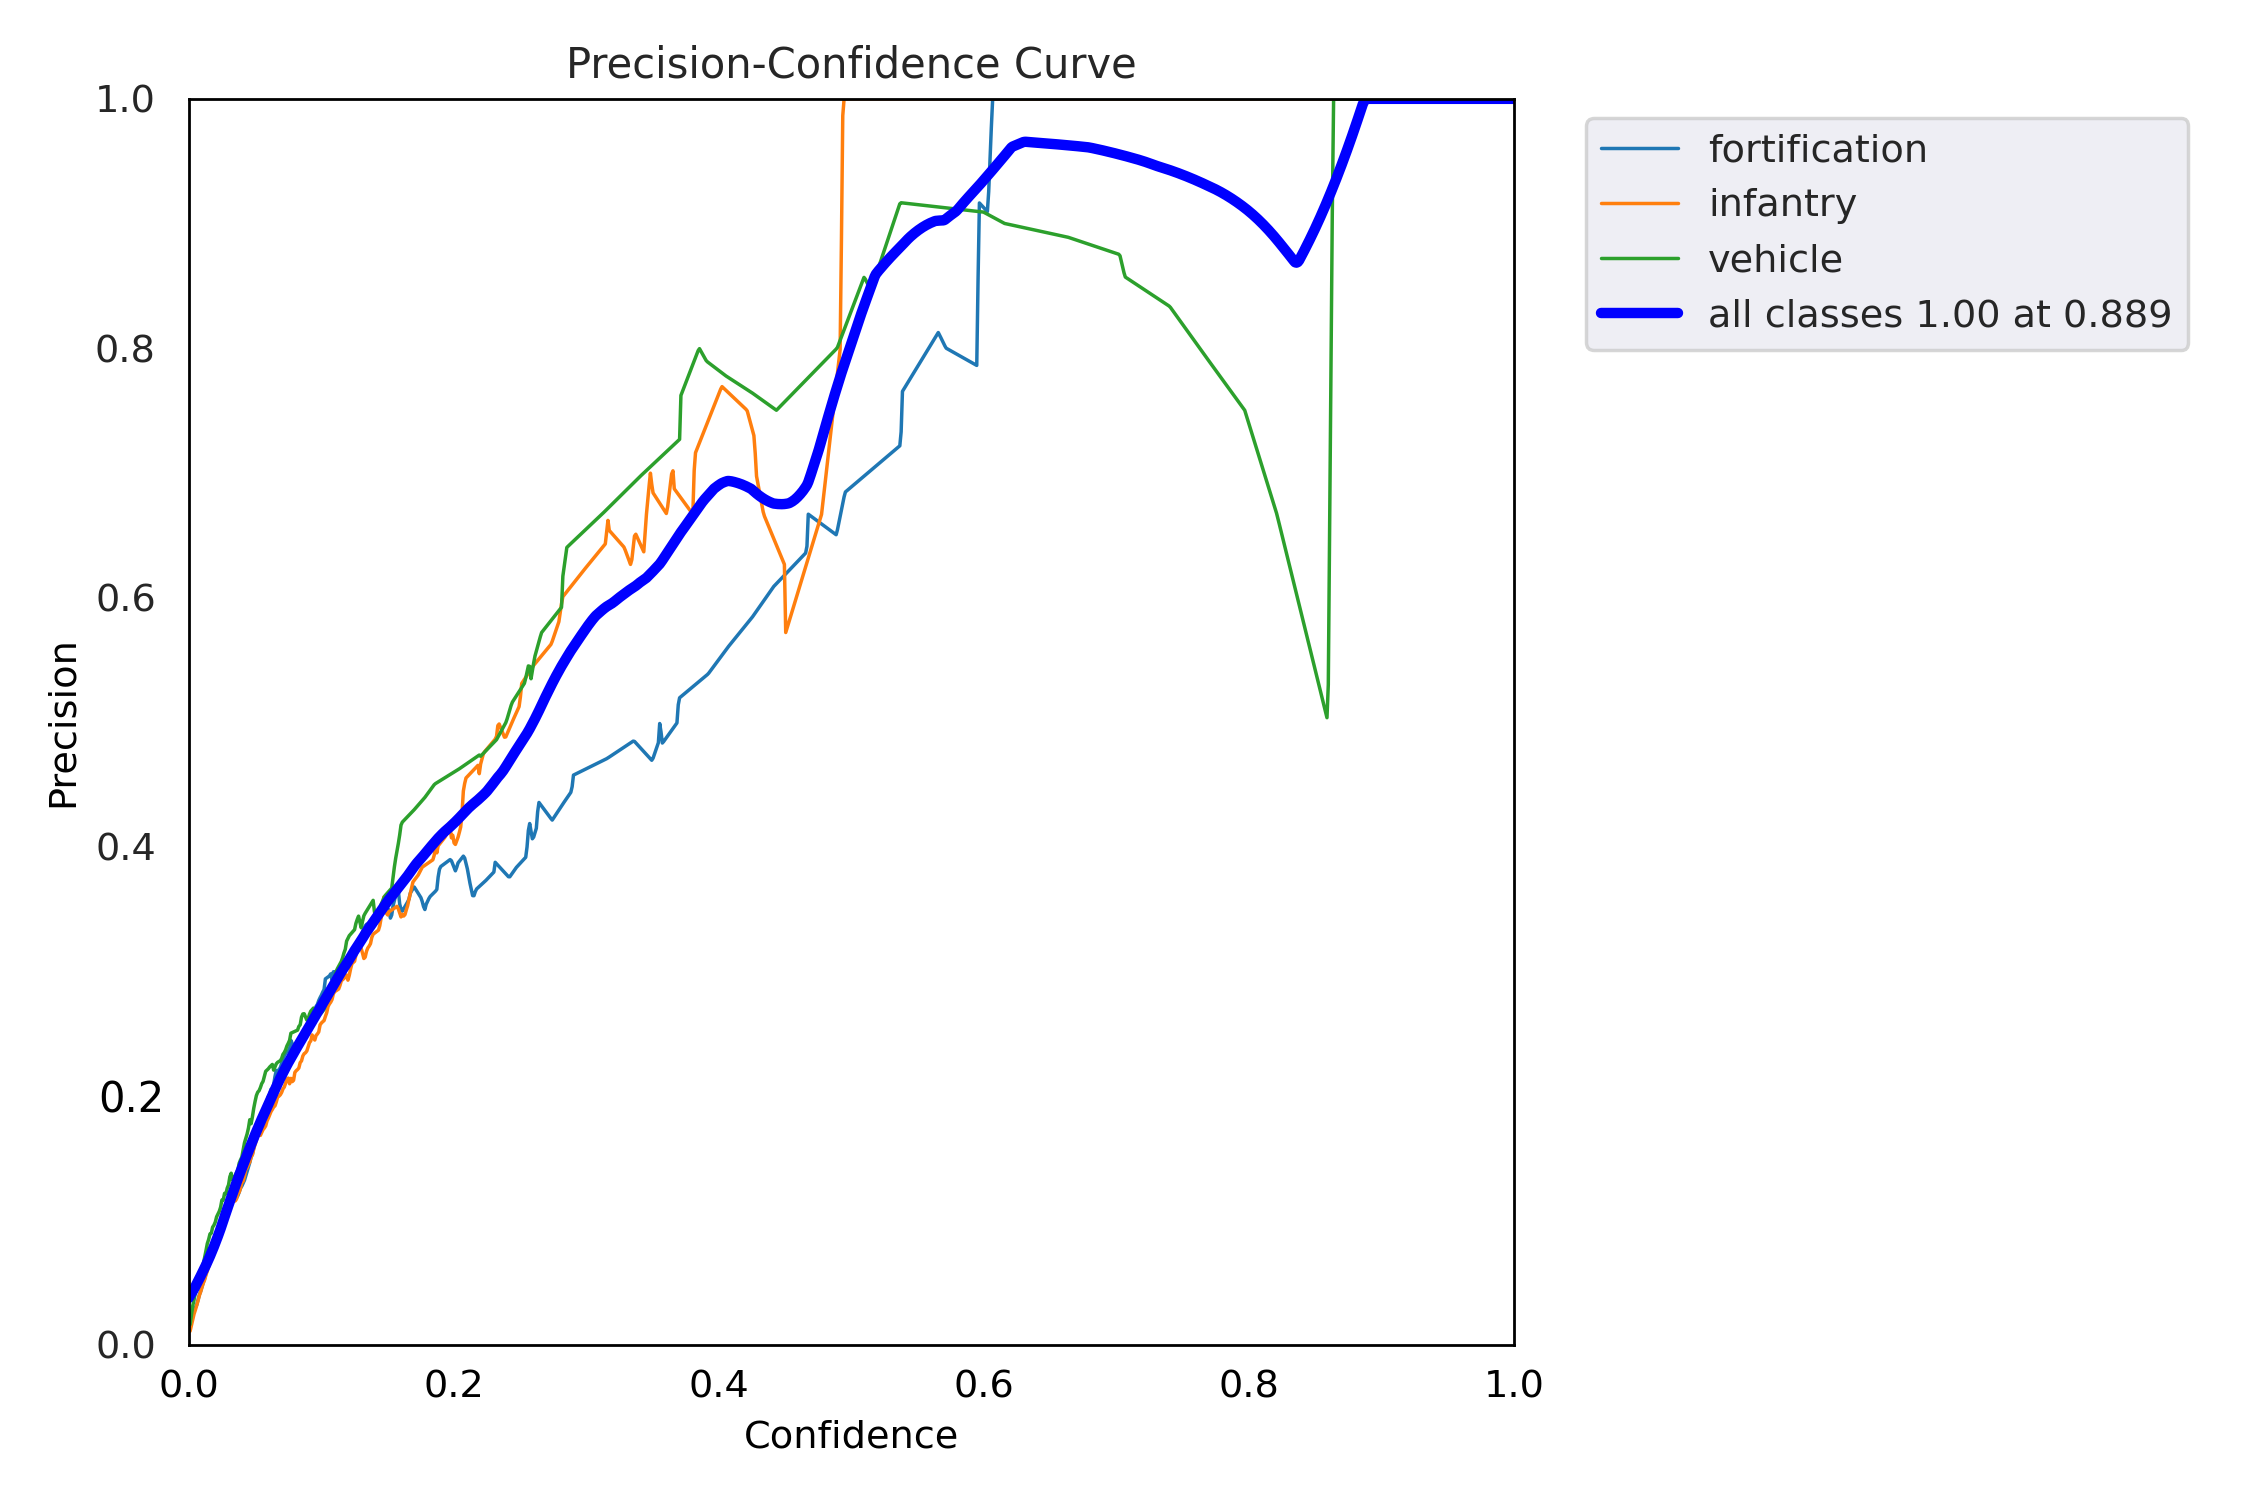 Precision-Confidence Curve
1.0
0.8
0.6
0.4
0.2
0.0
Precision
0.0 0.2 0.4 0.6 0.8 1.0
Confidence
fortification
infantry
vehicle
all classes 1.00 at 0.889